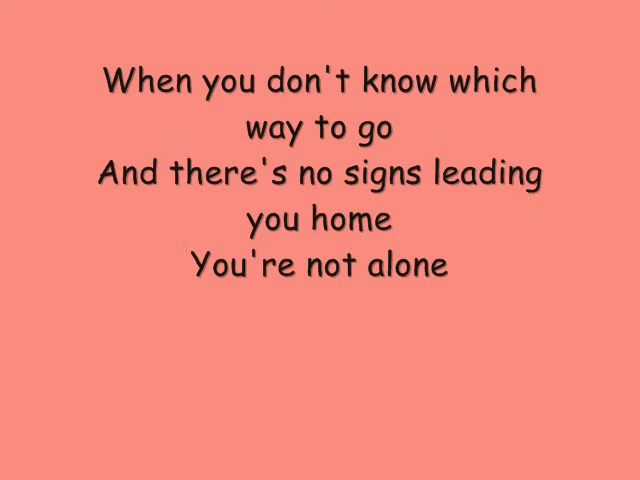 When you don't know which
way to go
And there's no signs leading
you home
You're not alone